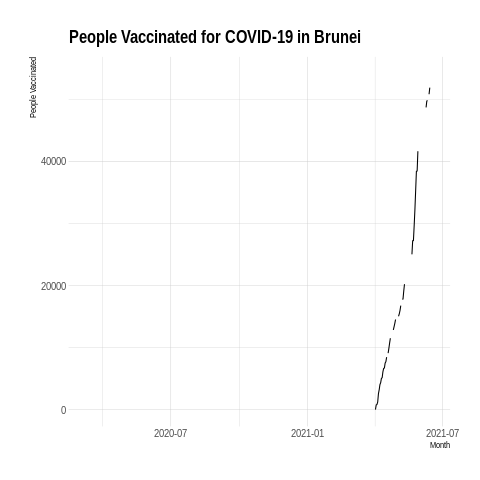 People Vaccinated for COVID-19 in Brunei
People Vaccinated
40000
20000
0
2020-07
2021-01
2021-07
Month